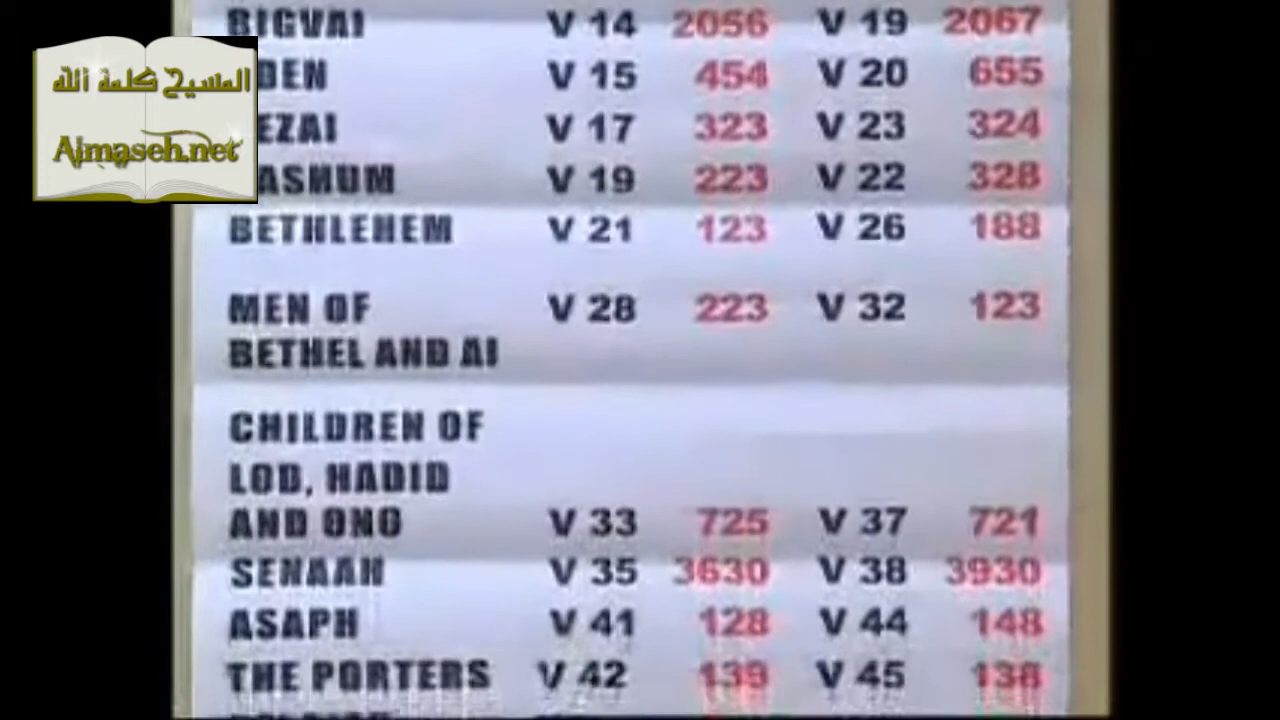 المسيح كلمة الله
Almaseh.net
BIGVAI V 14 2056 V 19 2067
V 15 454 V 20 655
V 17 323 V 23 324
V 19 223 V 22 328
BETHLEHEM V 21 123 V 26 188
MEN OF V 28 223 V 32 123
BETHEL AND AI
CHILDREN OF
LOD, HADID
AND ONO V 33 725 V 37 721
SENAAH V 35 3630 V 38 3930
ASAPH V 41 128 V 44 148
THE PORTERS V 42 139 V 45 138